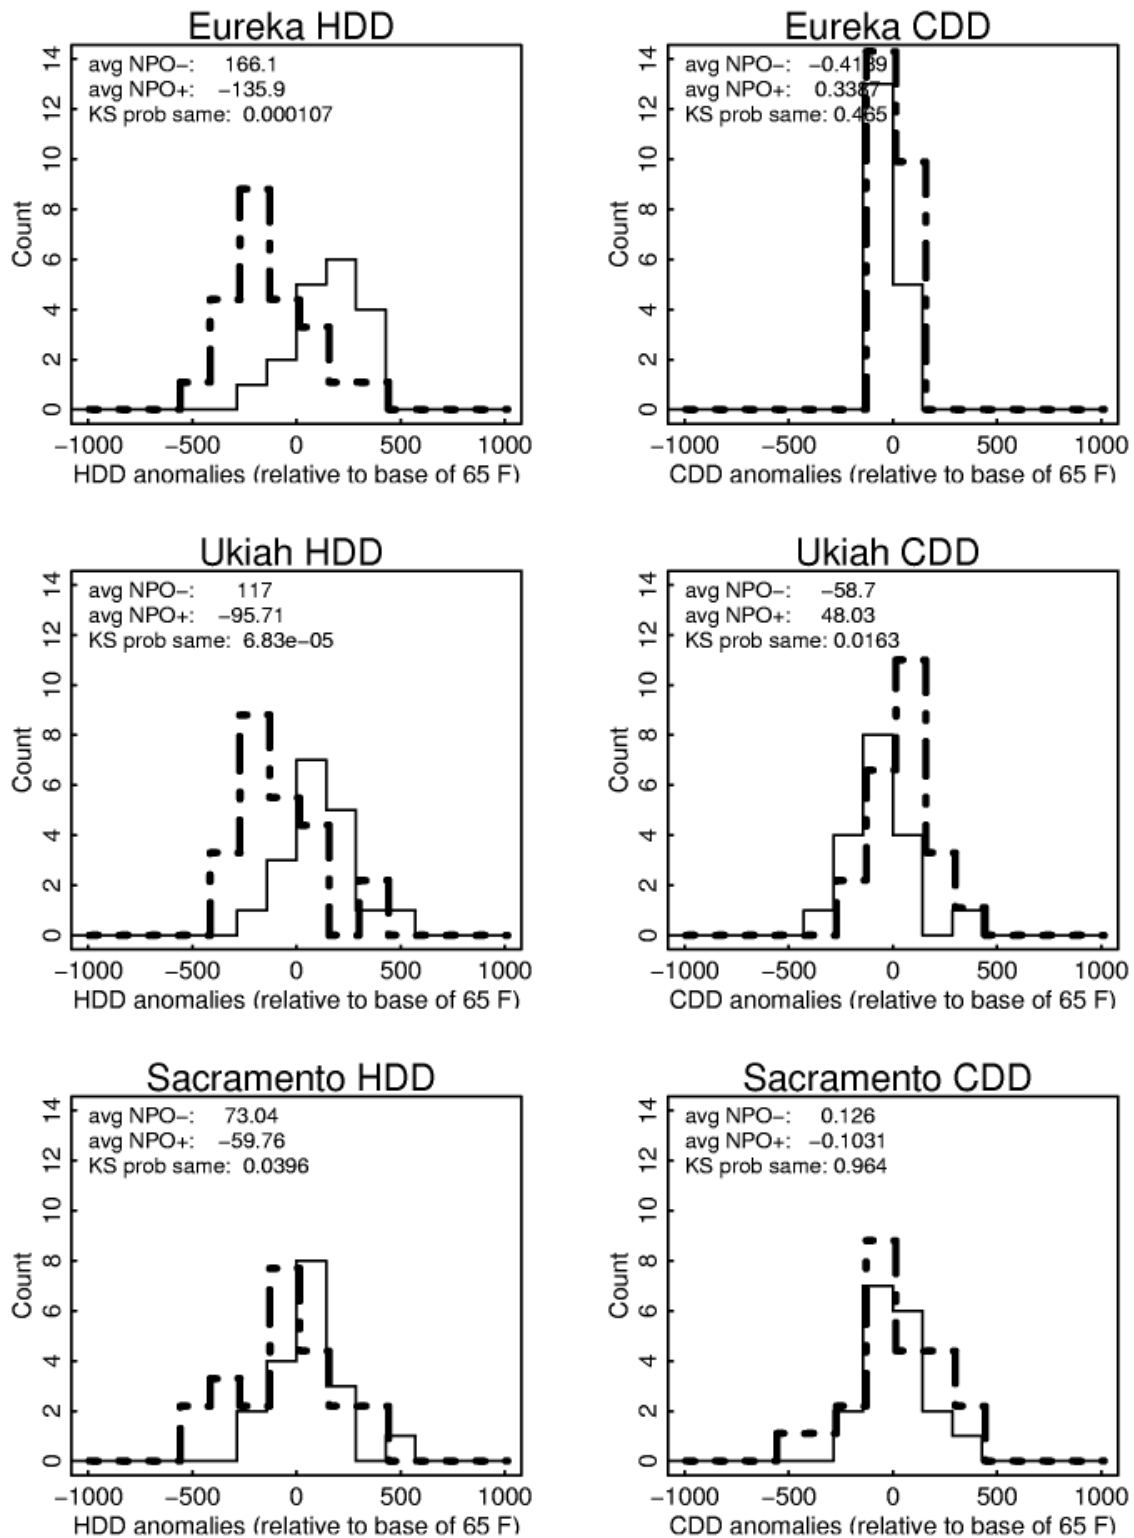 Eureka HDD
avg NPO−: 166.1
avg NPO+: −135.9
KS prob same: 0.000107
Count
0 2 4 6 8 10 12 14
−1000 −500 0 500 1000
HDD anomalies (relative to base of 65 F)
Eureka CDD
avg NPO−: −0.4139
avg NPO+: 0.3387
KS prob same: 0.465
Count
0 2 4 6 8 10 12 14
−1000 −500 0 500 1000
CDD anomalies (relative to base of 65 F)
Ukiah HDD
avg NPO−: 117
avg NPO+: −95.71
KS prob same: 6.83e−05
Count
0 2 4 6 8 10 12 14
−1000 −500 0 500 1000
HDD anomalies (relative to base of 65 F)
Ukiah CDD
avg NPO−: −58.7
avg NPO+: 48.03
KS prob same: 0.0163
Count
0 2 4 6 8 10 12 14
−1000 −500 0 500 1000
CDD anomalies (relative to base of 65 F)
Sacramento HDD
avg NPO−: 73.04
avg NPO+: −59.76
KS prob same: 0.0396
Count
0 2 4 6 8 10 12 14
−1000 −500 0 500 1000
HDD anomalies (relative to base of 65 F)
Sacramento CDD
avg NPO−: 0.126
avg NPO+: −0.1031
KS prob same: 0.964
Count
0 2 4 6 8 10 12 14
−1000 −500 0 500 1000
CDD anomalies (relative to base of 65 F)